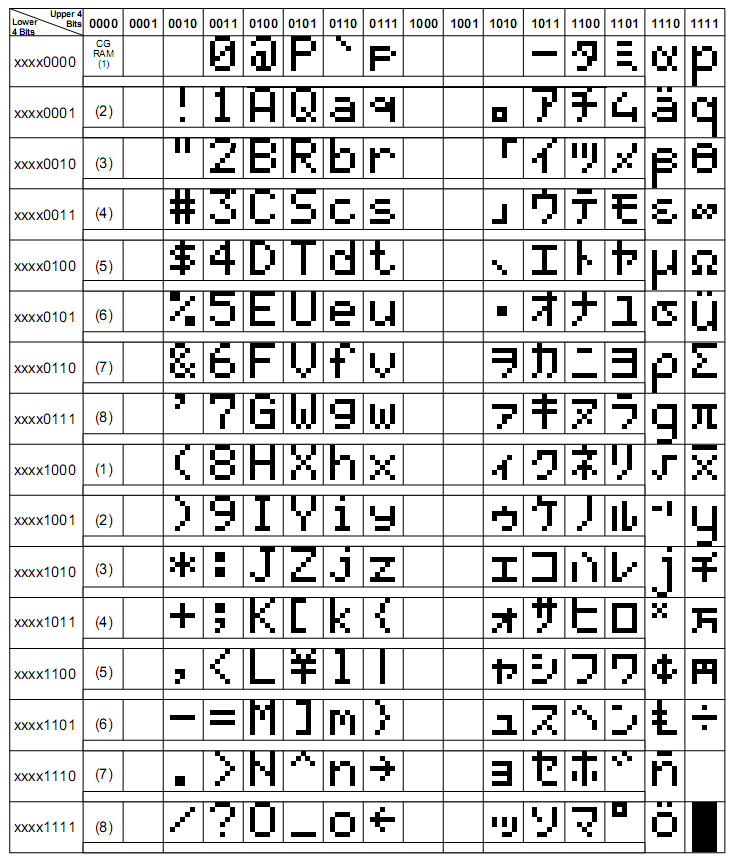 Upper 4 Bits Lower 4 Bits 0000 0001 0010 0011 0100 0101 0110 0111 1000 1001 1010 1011 1100 1101 1110 1111
xxxx0000 CG RAM (1) 0 @ P ` p ー タ ミ α p
xxxx0001 (2) ! 1 A Q a q 。 ア チ ム ä q
xxxx0010 (3) " 2 B R b r 「 イ ツ メ β θ
xxxx0011 (4) # 3 C S c s 」 ウ テ モ ε ∞
xxxx0100 (5) $ 4 D T d t 、 エ ト ヤ μ Ω
xxxx0101 (6) % 5 E U e u ・ オ ナ ユ σ ü
xxxx0110 (7) & 6 F V f v ヲ カ ニ ヨ ρ Σ
xxxx0111 (8) ' 7 G W g w ァ キ ヌ ラ g π
xxxx1000 (1) ( 8 H X h x ィ ク ネ リ √ x̄
xxxx1001 (2) ) 9 I Y i y ゥ ケ ノ ル ⁻¹ y
xxxx1010 (3) * : J Z j z ェ コ ハ レ j 千
xxxx1011 (4) + ; K [ k { ォ サ ヒ ロ ˣ 万
xxxx1100 (5) , < L ¥ l | ャ シ フ ワ ¢ 円
xxxx1101 (6) - = M ] m } ュ ス ヘ ン £ ÷
xxxx1110 (7) . > N ^ n → ョ セ ホ ゛ ñ
xxxx1111 (8) / ? O _ o ← ッ ソ マ ゜ ö █